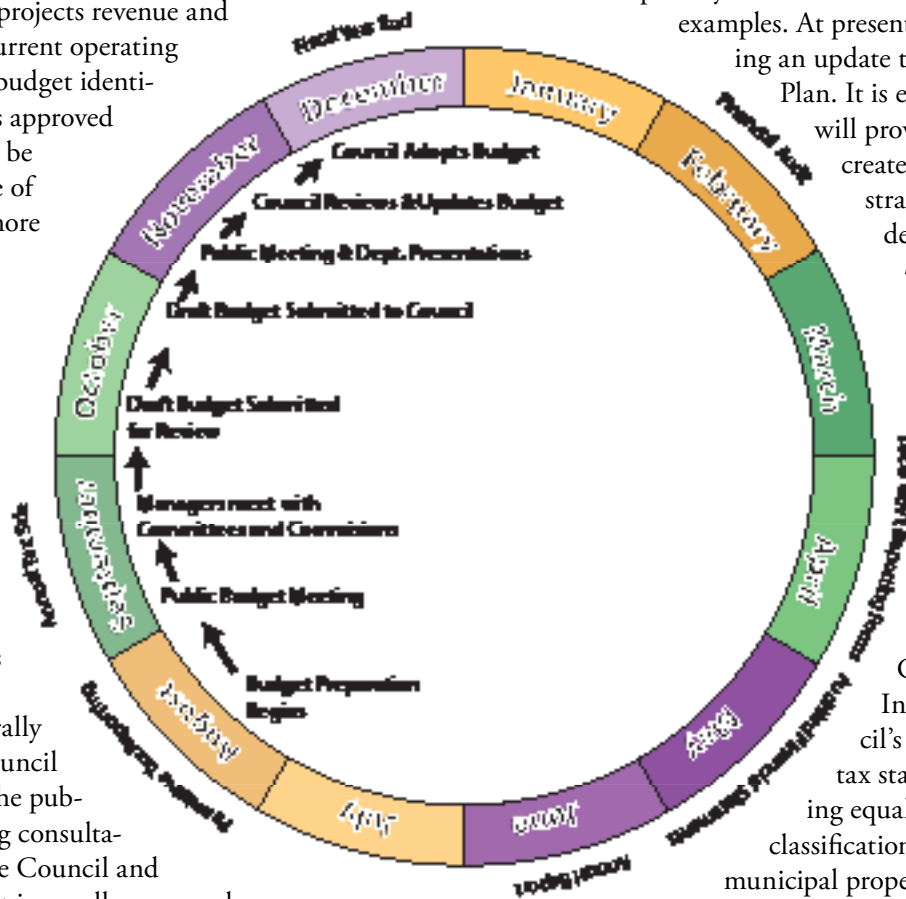 projects revenue and
urrent operating
budget identi-
s approved
be
e of
nore
examples. At present
ing an update t
Plan. It is e
will prov
create
stra
de
Fiscal Year End
December
January
February
Financial Audit
March
April
May
Audited Financial Statements
June
Annual Report
July
August
September
October
November
Council Adopts Budget
Council Reviews & Updates Budget
Public Meeting & Dept. Presentations
Draft Budget Submitted to Council
Draft Budget Submitted
for Review
Managers meet with
Committees and Commissions
Public Budget Meeting
Budget Preparation
Begins
rally
uncil
he pub-
g consulta-
e Council and
In
cil's
tax sta
ing equal
classification
municipal prope